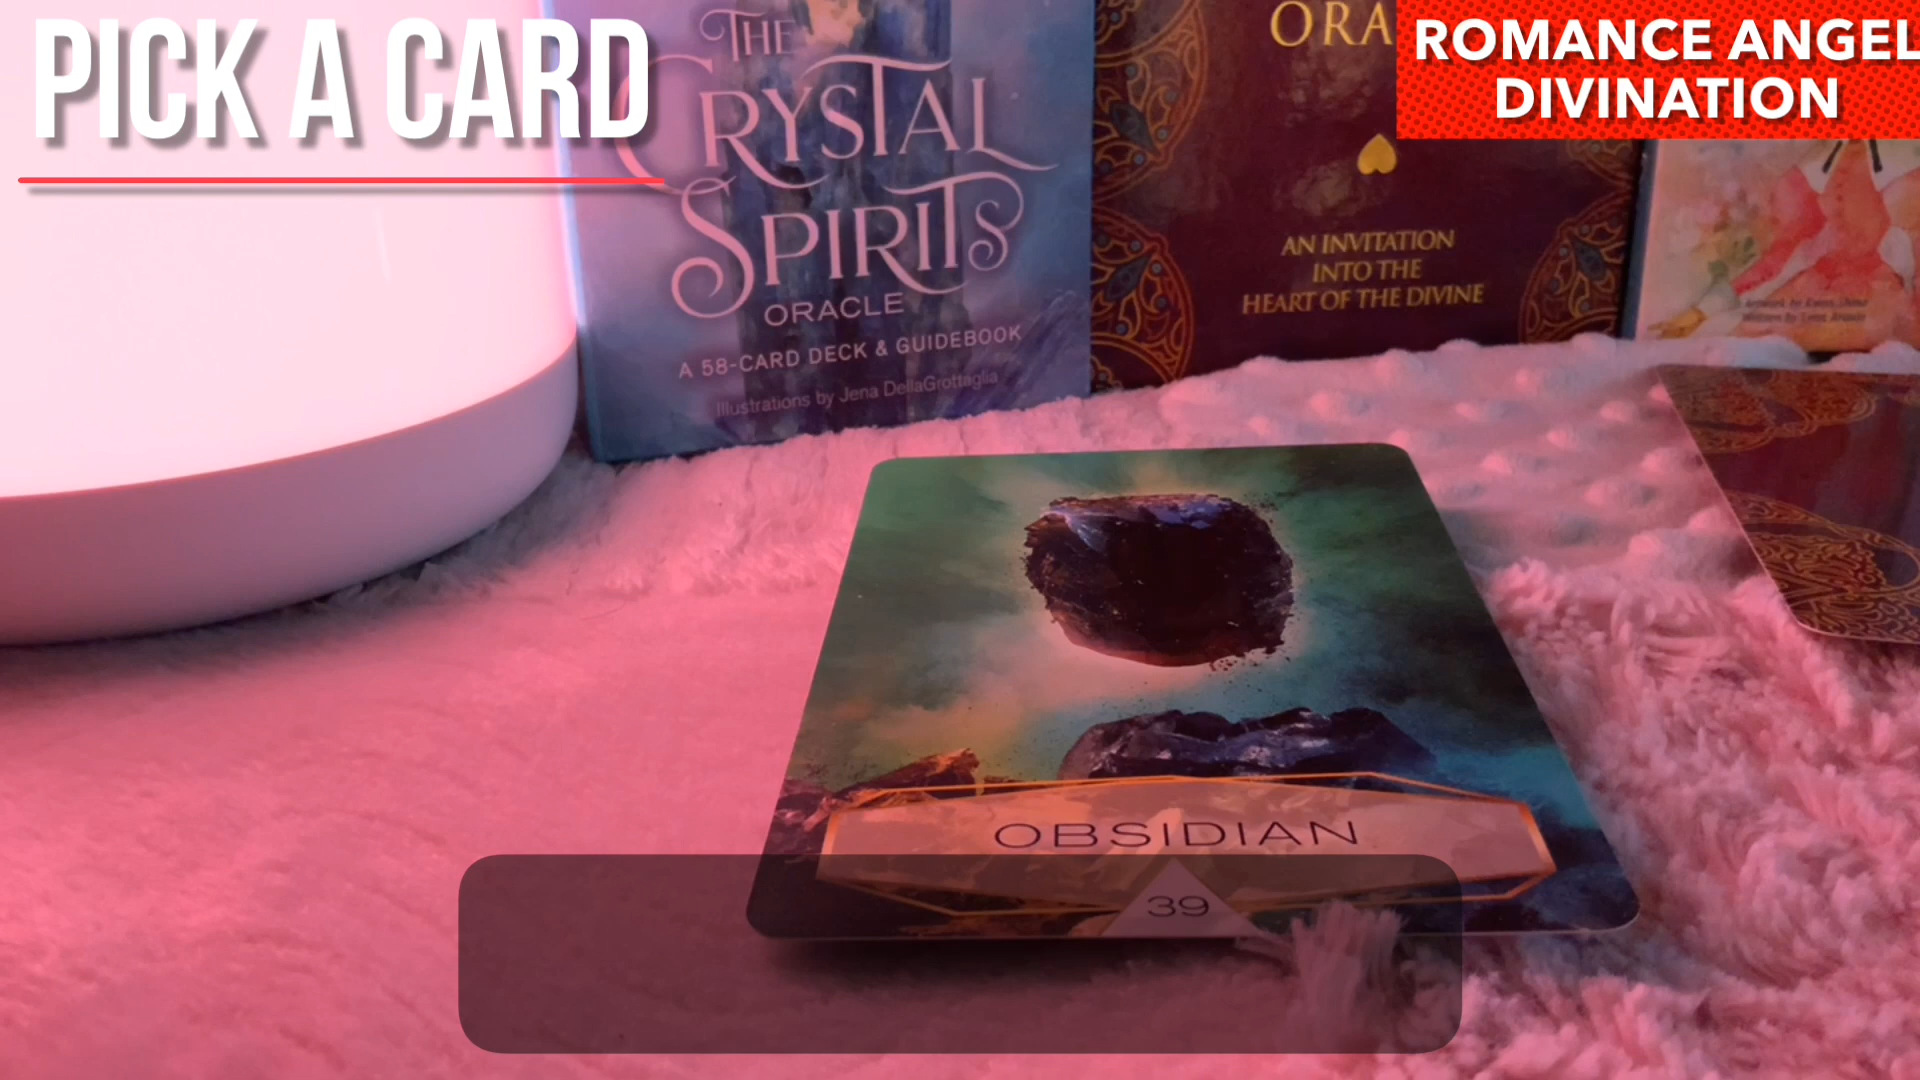 PICK A CARD
ROMANCE ANGEL
DIVINATION
THE
CRYSTAL
SPIRITS
ORACLE
A 58-CARD DECK & GUIDEBOOK
Illustrations by Jena DellaGrottaglia
ORA
AN INVITATION
INTO THE
HEART OF THE DIVINE
OBSIDIAN
39